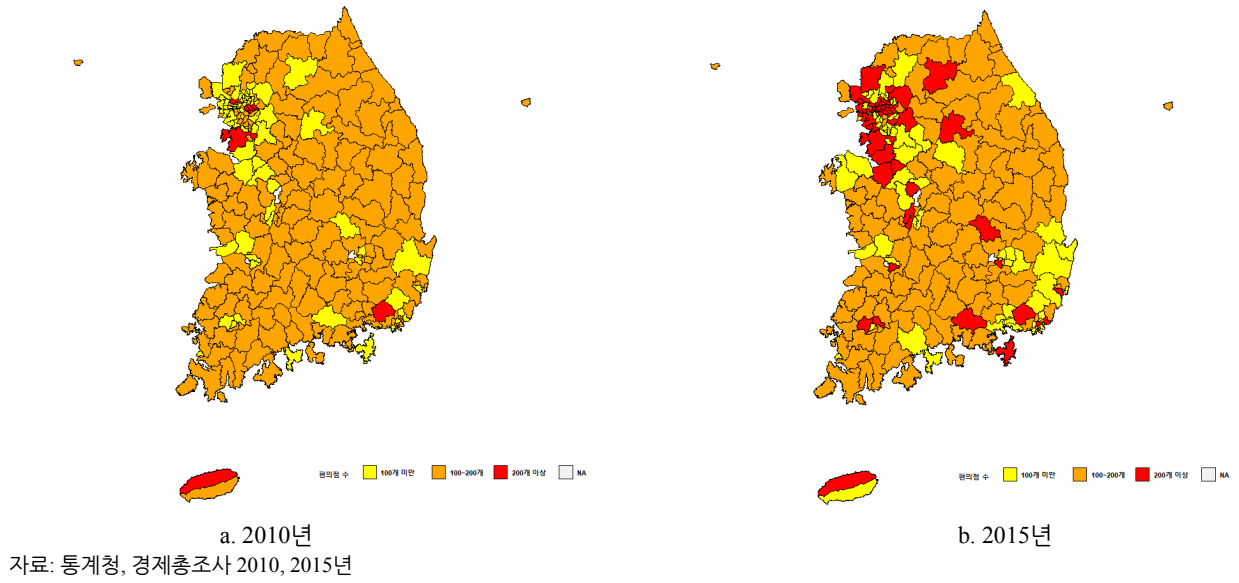 편의점 수 100개 미만 100~200개 200개 이상 NA
편의점 수 100개 미만 100~200개 200개 이상 NA
a. 2010년
b. 2015년
자료: 통계청, 경제총조사 2010, 2015년